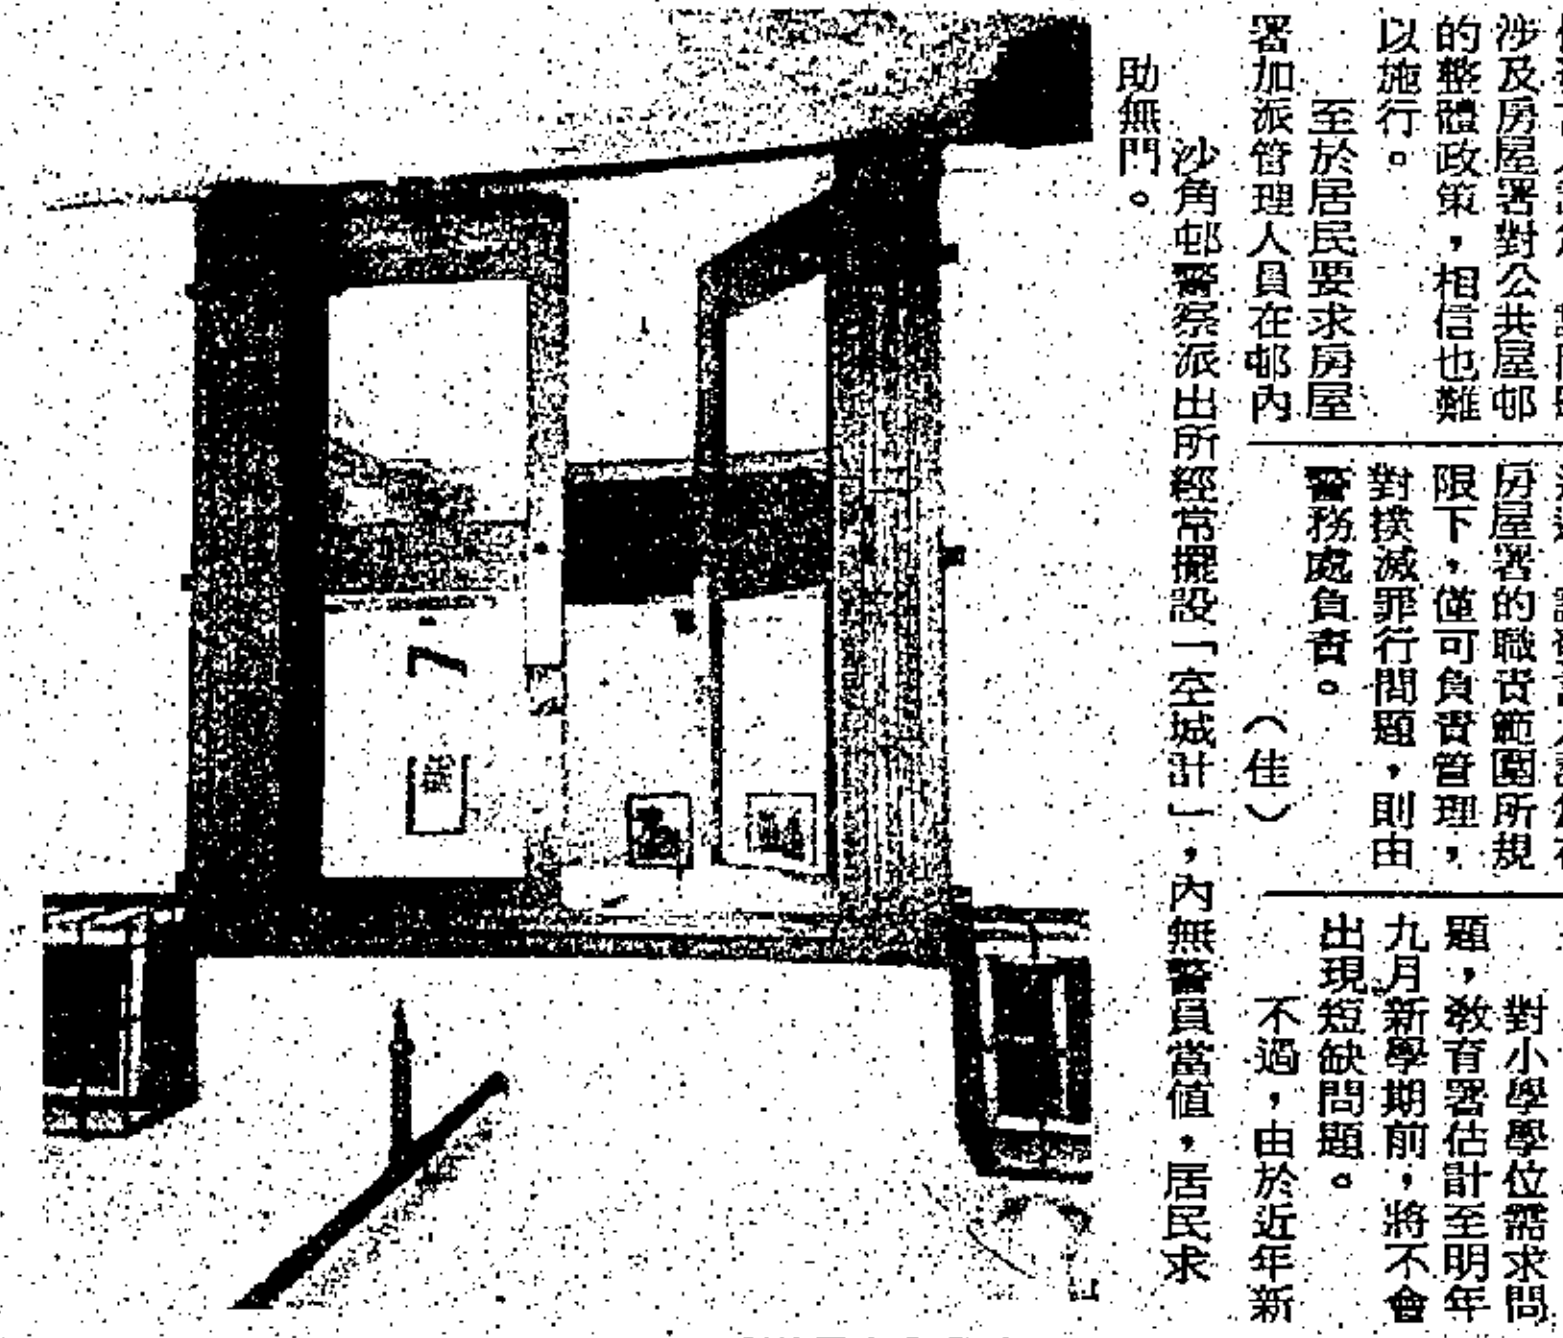 涉及房屋署對公共屋邨
的整體政策，相信也難
以施行。
至於居民要求房屋
署加派管理人員在邨內
房屋署的職責範圍所規
限下，僅可負責管理，
對撲滅罪行問題，則由
警務處負責。
（佳）
對小學學位需求問
題，教育署估計至明年
九月新學期前，將不會
出現短缺問題。
不過，由於近年新
沙角邨警察派出所經常擺設「空城計」，內無警員當值，居民求
助無門。
7